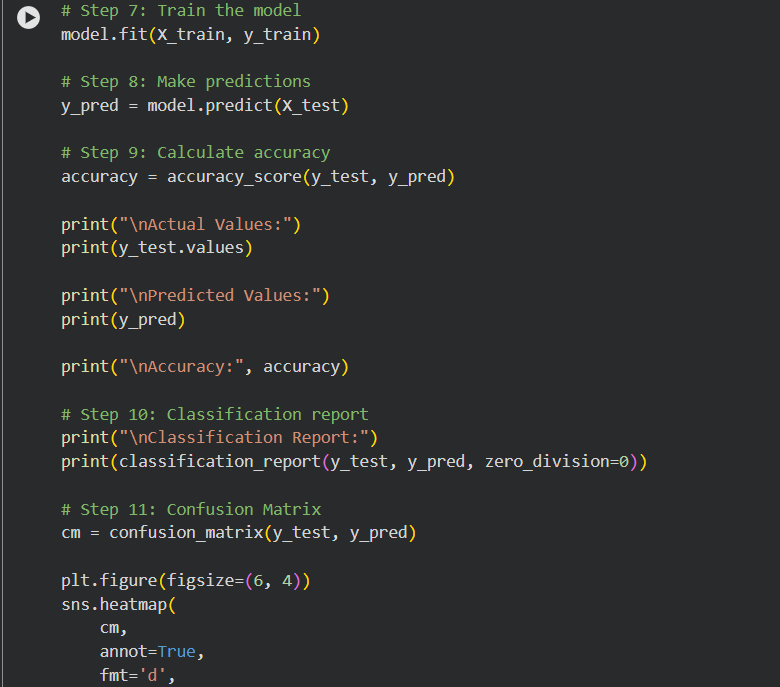 # Step 7: Train the model
model.fit(X_train, y_train)
# Step 8: Make predictions
y_pred = model.predict(X_test)
# Step 9: Calculate accuracy
accuracy = accuracy_score(y_test, y_pred)
print("\nActual Values:")
print(y_test.values)
print("\nPredicted Values:")
print(y_pred)
print("\nAccuracy:", accuracy)
# Step 10: Classification report
print("\nClassification Report:")
print(classification_report(y_test, y_pred, zero_division=0))
# Step 11: Confusion Matrix
cm = confusion_matrix(y_test, y_pred)
plt.figure(figsize=(6, 4))
sns.heatmap(
    cm,
    annot=True,
    fmt='d',